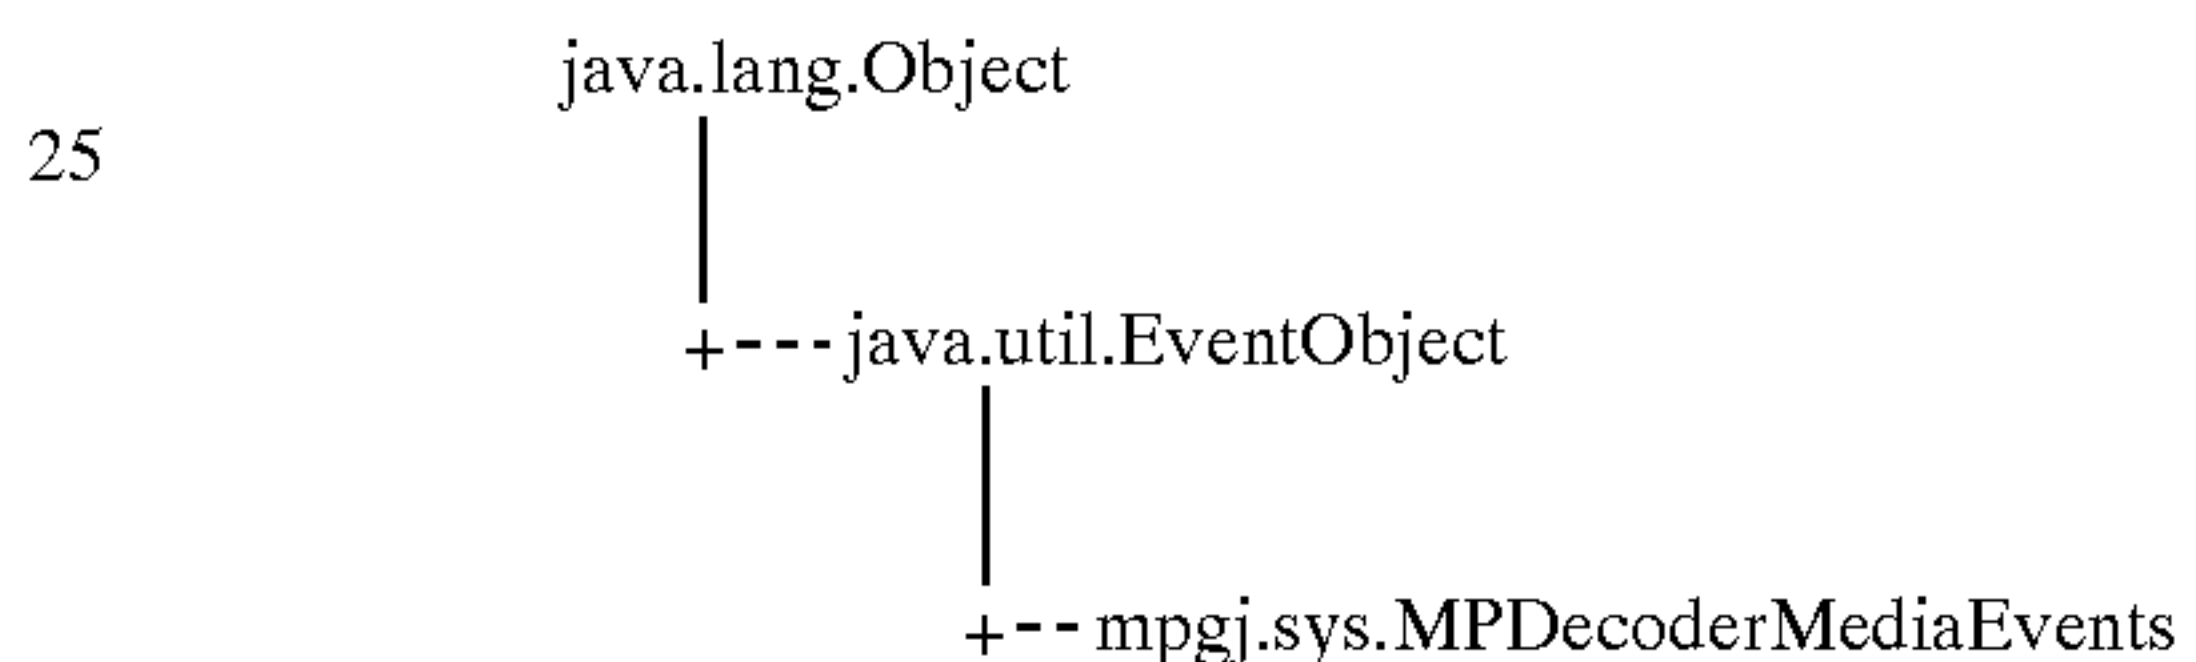 java.lang.Object
25
|
+---java.util.EventObject
|
+--mpgj.sys.MPDecoderMediaEvents